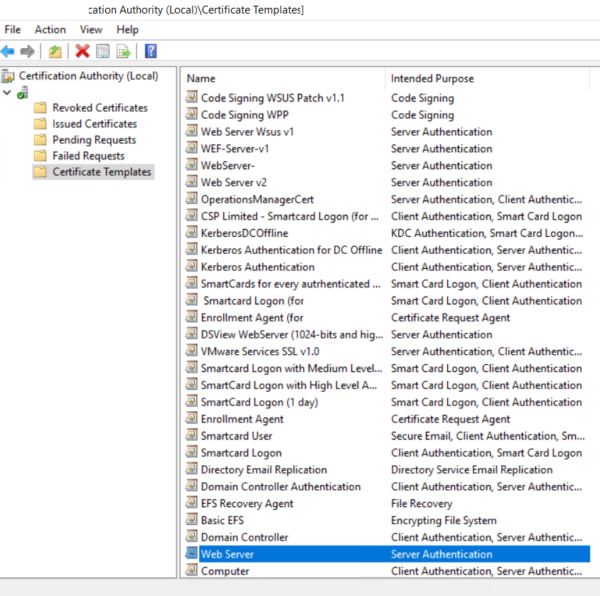 cation Authority (Local)\Certificate Templates]
File Action View Help
Certification Authority (Local)
Revoked Certificates
Issued Certificates
Pending Requests
Failed Requests
Certificate Templates
Name Intended Purpose
Code Signing WSUS Patch v1.1 Code Signing
Code Signing WPP Code Signing
Web Server Wsus v1 Server Authentication
WEF-Server-v1 Server Authentication
WebServer- Server Authentication
Web Server v2 Server Authentication
OperationsManagerCert Server Authentication, Client Authentic...
CSP Limited - Smartcard Logon (for ... Client Authentication, Smart Card Logon
KerberosDCOffline KDC Authentication, Smart Card Logon...
Kerberos Authentication for DC Offline Client Authentication, Server Authentic...
Kerberos Authentication Client Authentication, Server Authentic...
SmartCards for every autrhenticated ... Smart Card Logon, Client Authentication
Smartcard Logon (for Smart Card Logon, Client Authentication
Enrollment Agent (for Certificate Request Agent
DSView WebServer (1024-bits and hig... Server Authentication
VMware Services SSL v1.0 Server Authentication, Client Authentic...
Smartcard Logon with Medium Level... Smart Card Logon, Client Authentication
SmartCard Logon with High Level A... Smart Card Logon, Client Authentication
SmartCard Logon (1 day) Smart Card Logon, Client Authentication
Enrollment Agent Certificate Request Agent
Smartcard User Secure Email, Client Authentication, Sm...
Smartcard Logon Client Authentication, Smart Card Logon
Directory Email Replication Directory Service Email Replication
Domain Controller Authentication Client Authentication, Server Authentic...
EFS Recovery Agent File Recovery
Basic EFS Encrypting File System
Domain Controller Client Authentication, Server Authentic...
Web Server Server Authentication
Computer Client Authentication, Server Authentic...